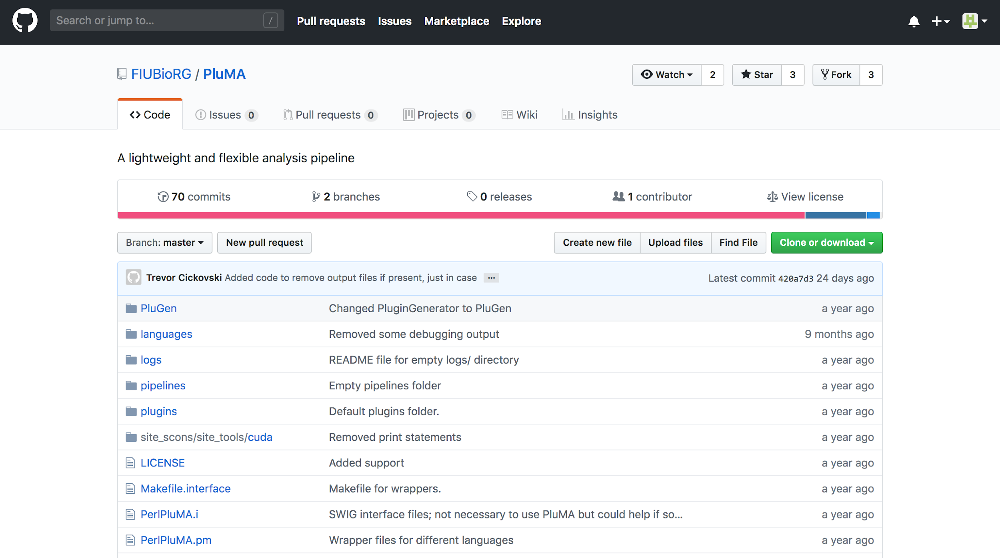 Search or jump to... / Pull requests Issues Marketplace Explore
FIUBioRG / PluMA Watch 2 Star 3 Fork 3
Code Issues 0 Pull requests 0 Projects 0 Wiki Insights
A lightweight and flexible analysis pipeline
70 commits 2 branches 0 releases 1 contributor View license
Branch: master New pull request Create new file Upload files Find File Clone or download
Trevor Cickovski Added code to remove output files if present, just in case ... Latest commit 420a7d3 24 days ago
PluGen Changed PluginGenerator to PluGen a year ago
languages Removed some debugging output 9 months ago
logs README file for empty logs/ directory a year ago
pipelines Empty pipelines folder a year ago
plugins Default plugins folder. a year ago
site_scons/site_tools/cuda Removed print statements a year ago
LICENSE Added support a year ago
Makefile.interface Makefile for wrappers. a year ago
PerlPluMA.i SWIG interface files; not necessary to use PluMA but could help if so... a year ago
PerlPluMA.pm Wrapper files for different languages a year ago